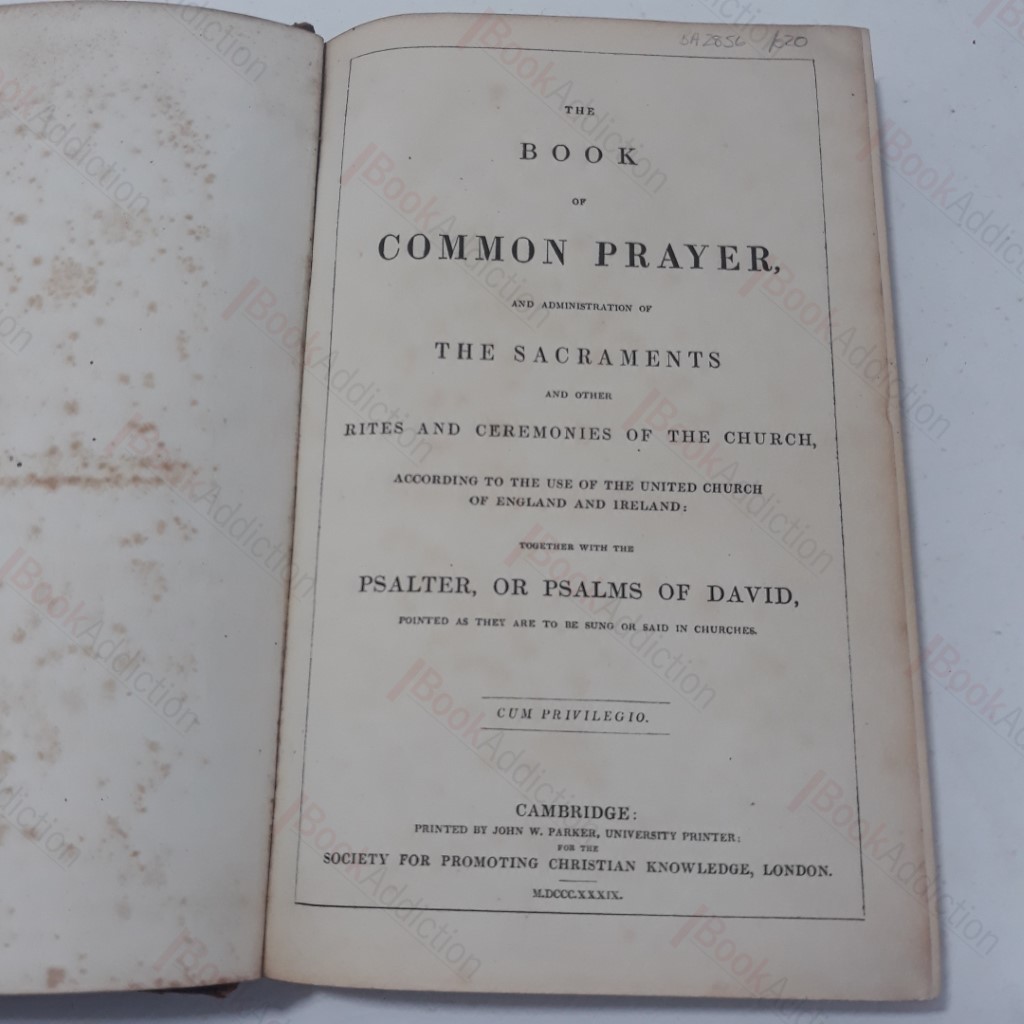 BA2856 /620
THE
BOOK
OF
COMMON PRAYER,
AND ADMINISTRATION OF
THE SACRAMENTS
AND OTHER
RITES AND CEREMONIES OF THE CHURCH,
ACCORDING TO THE USE OF THE UNITED CHURCH
OF ENGLAND AND IRELAND:
TOGETHER WITH THE
PSALTER, OR PSALMS OF DAVID,
POINTED AS THEY ARE TO BE SUNG OR SAID IN CHURCHES.
CUM PRIVILEGIO.
CAMBRIDGE:
PRINTED BY JOHN W. PARKER, UNIVERSITY PRINTER:
FOR THE
SOCIETY FOR PROMOTING CHRISTIAN KNOWLEDGE, LONDON.
M.DCCC.XXXIX.
BookAddiction